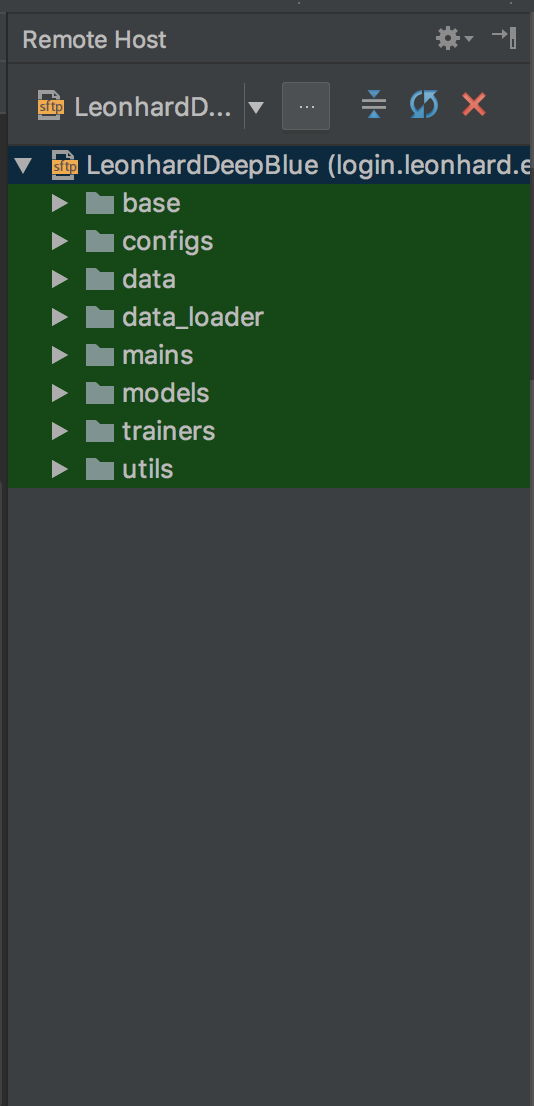 Remote Host
sftp LeonhardD... ...
sftp LeonhardDeepBlue (login.leonhard.e
base
configs
data
data_loader
mains
models
trainers
utils